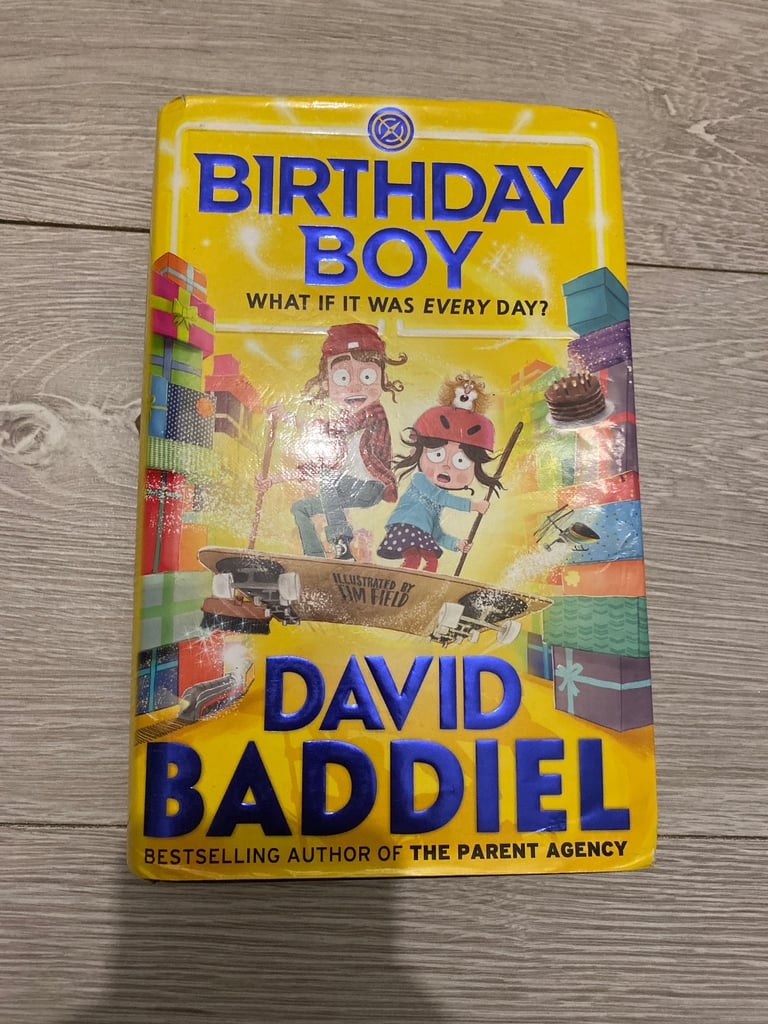 BIRTHDAY
BOY
WHAT IF IT WAS EVERY DAY?
ILLUSTRATED BY
JIM FIELD
DAVID
BADDIEL
BESTSELLING AUTHOR OF THE PARENT AGENCY